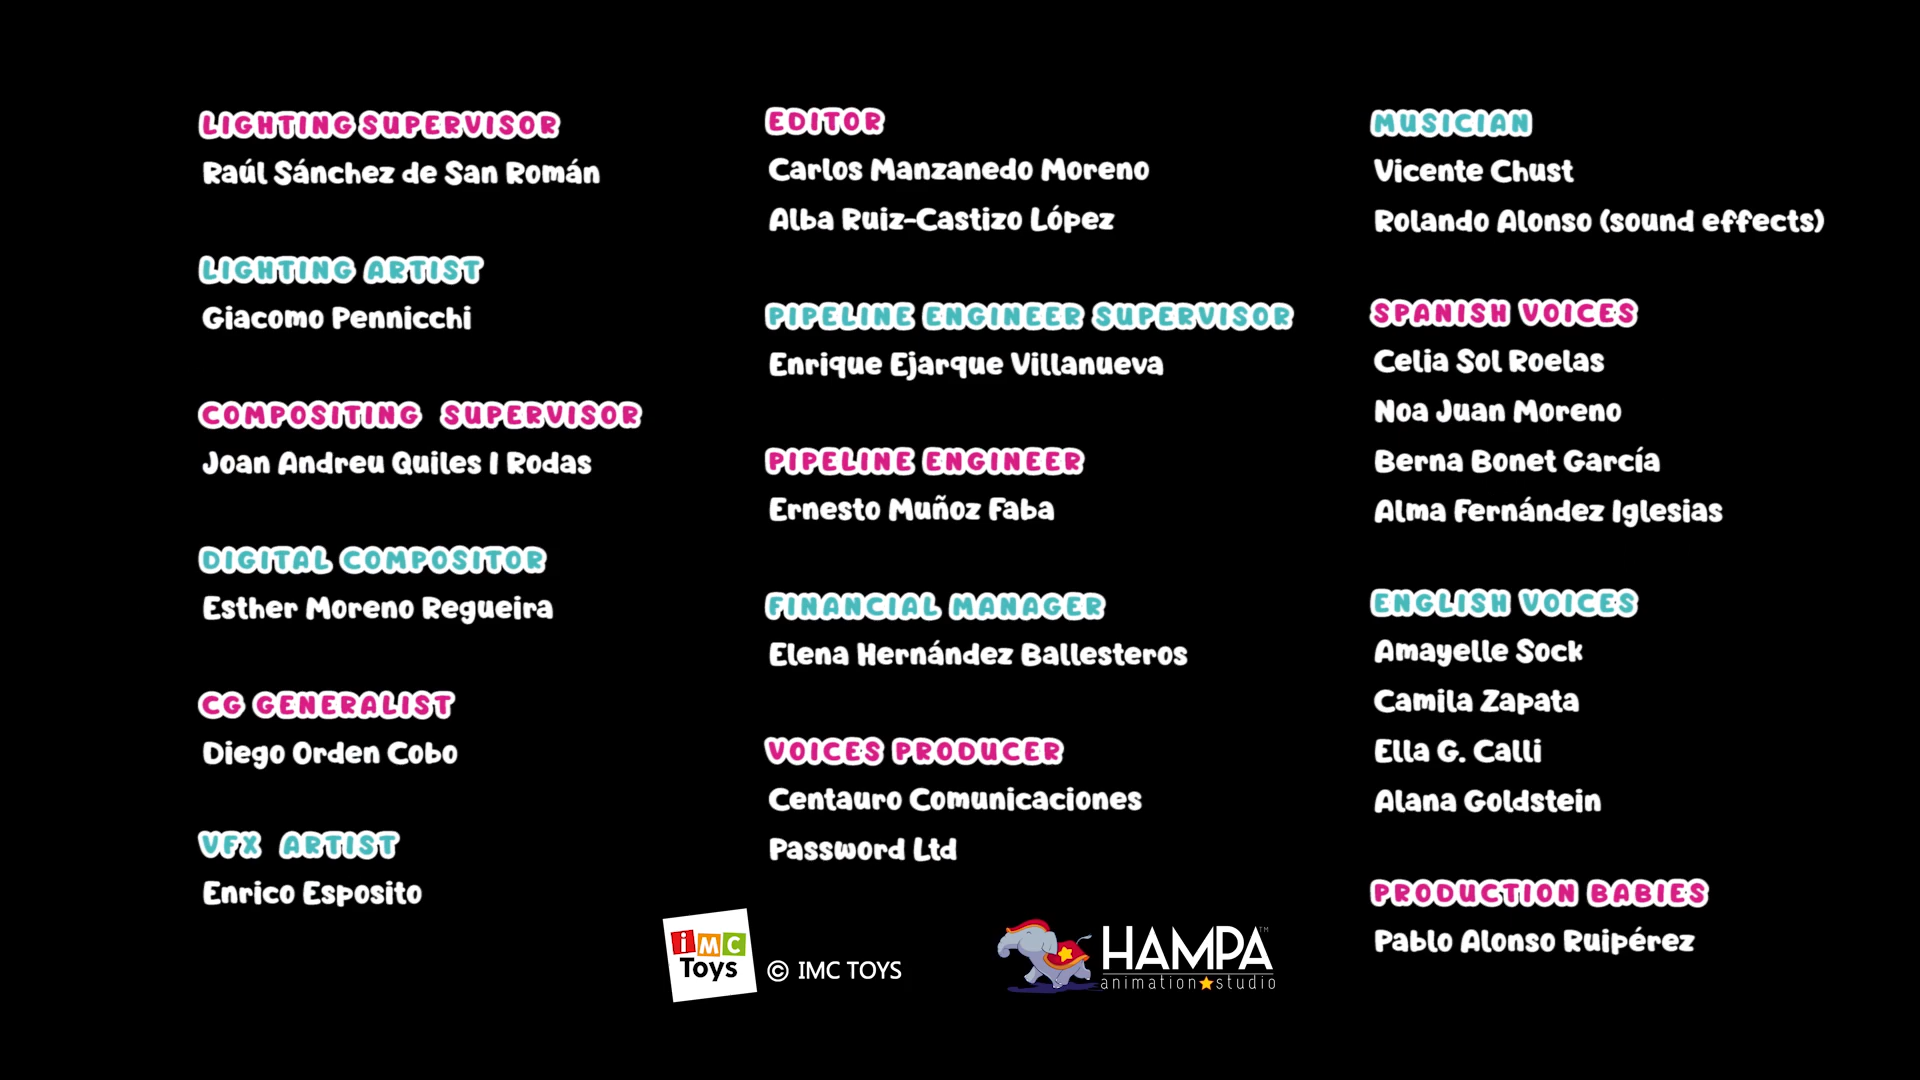 LIGHTING SUPERVISOR
Raúl Sánchez de San Román
LIGHTING ARTIST
Giacomo Pennicchi
COMPOSITING SUPERVISOR
Joan Andreu Quiles I Rodas
DIGITAL COMPOSITOR
Esther Moreno Regueira
CG GENERALIST
Diego Orden Cobo
VFX ARTIST
Enrico Esposito
EDITOR
Carlos Manzanedo Moreno
Alba Ruiz-Castizo López
PIPELINE ENGINEER SUPERVISOR
Enrique Ejarque Villanueva
PIPELINE ENGINEER
Ernesto Muñoz Faba
FINANCIAL MANAGER
Elena Hernández Ballesteros
VOICES PRODUCER
Centauro Comunicaciones
Password Ltd
MUSICIAN
Vicente Chust
Rolando Alonso (sound effects)
SPANISH VOICES
Celia Sol Roelas
Noa Juan Moreno
Berna Bonet García
Alma Fernández Iglesias
ENGLISH VOICES
Amayelle Sock
Camila Zapata
Ella G. Calli
Alana Goldstein
PRODUCTION BABIES
Pablo Alonso Ruipérez
iMC
Toys
© IMC TOYS
HAMPA™
animation studio